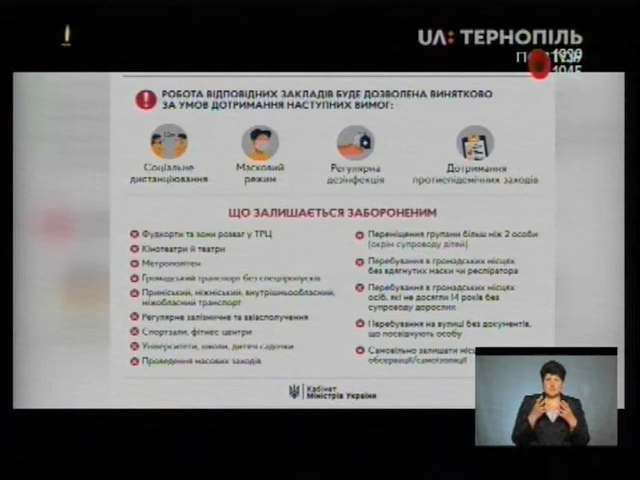 UA: ТЕРНОПІЛЬ
1939
1945
РОБОТА ВІДПОВІДНИХ ЗАКЛАДІВ БУДЕ ДОЗВОЛЕНА ВИНЯТКОВО
ЗА УМОВ ДОТРИМАННЯ НАСТУПНИХ ВИМОГ:
Соціальне
дистанціювання
Масковий
режим
Регулярна
дезінфекція
Дотримання
протиепідемічних заходів
ЩО ЗАЛИШАЄТЬСЯ ЗАБОРОНЕНИМ
Фудкорти та зони розваг у ТРЦ
Кінотеатри й театри
Метрополітен
Громадський транспорт без спецпропусків
Приміський, міжміський, внутрішньообласний,
міжобласний транспорт
Регулярне залізничне та авіасполучення
Спортзали, фітнес центри
Університети, школи, дитячі садочки
Проведення масових заходів
Переміщення групами більш ніж 2 особи
(окрім супроводу дітей)
Перебування в громадських місцях
без вдягнутих маски чи респіратора
Перебування в громадських місцях
осіб, які не досягли 14 років без
супроводу дорослих
Перебування на вулиці без документів,
що посвідчують особу
Самовільно залишати
обсервації/самоізоляції
Кабінет
Міністрів України